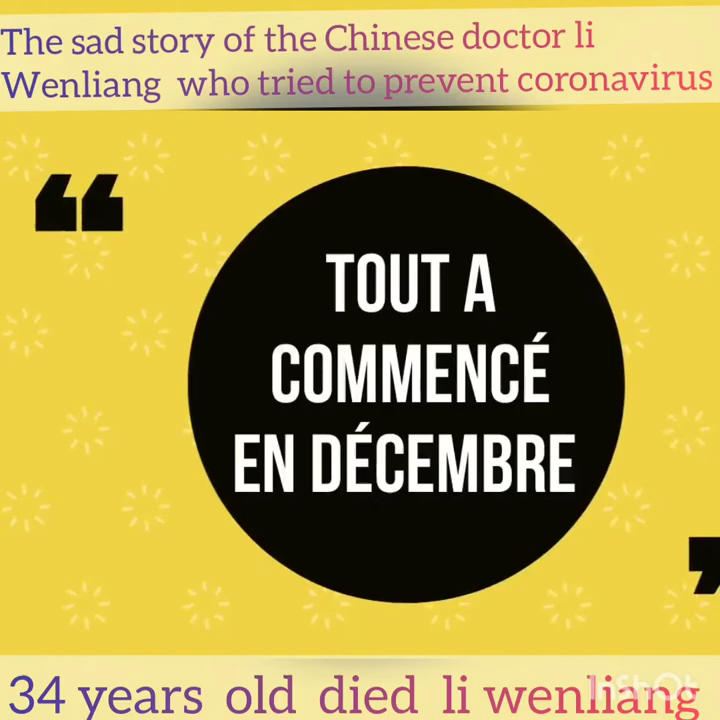 The sad story of the Chinese doctor li
Wenliang who tried to prevent coronavirus
“
TOUT A
COMMENCÉ
EN DÉCEMBRE
”
34 years old died li wenliang
InShOt